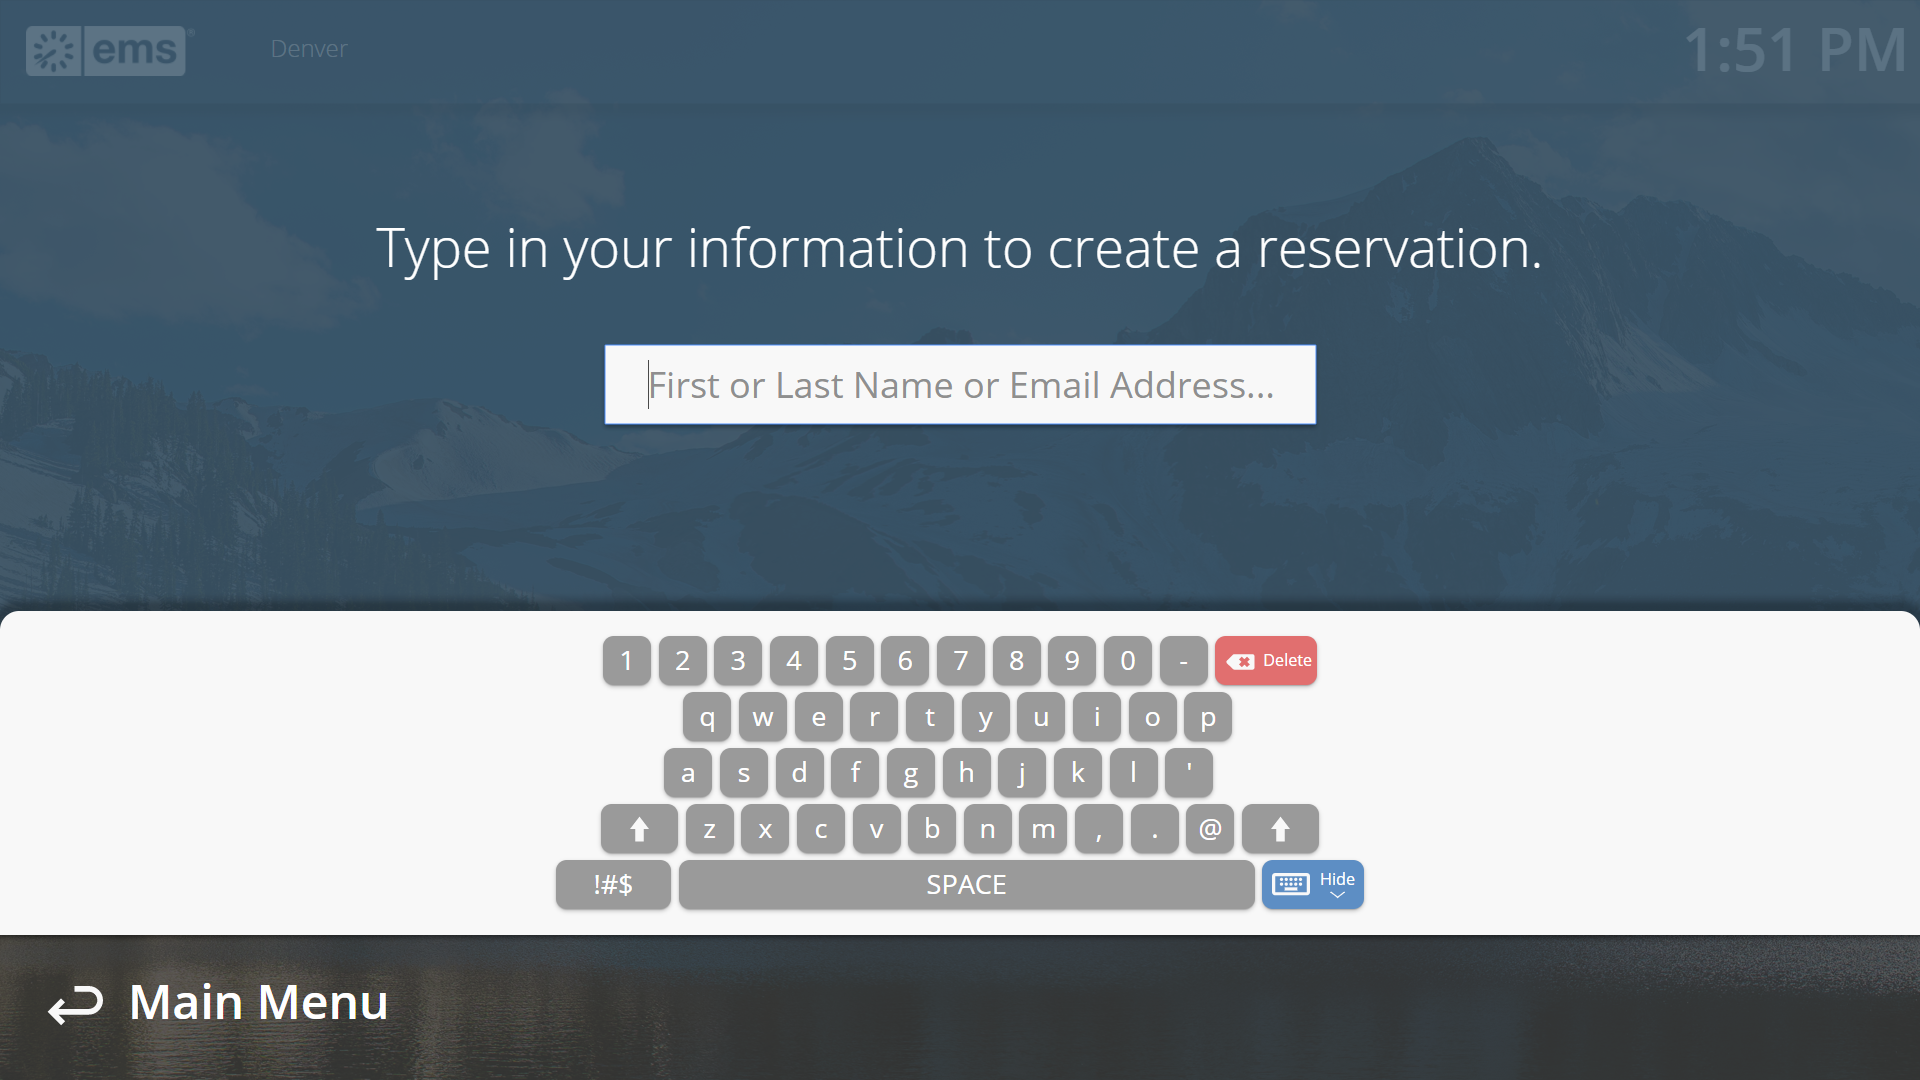 ems®
Denver
1:51 PM
Type in your information to create a reservation.
First or Last Name or Email Address...
1 2 3 4 5 6 7 8 9 0 - Delete
q w e r t y u i o p
a s d f g h j k l '
z x c v b n m , . @
!#$ SPACE Hide
Main Menu